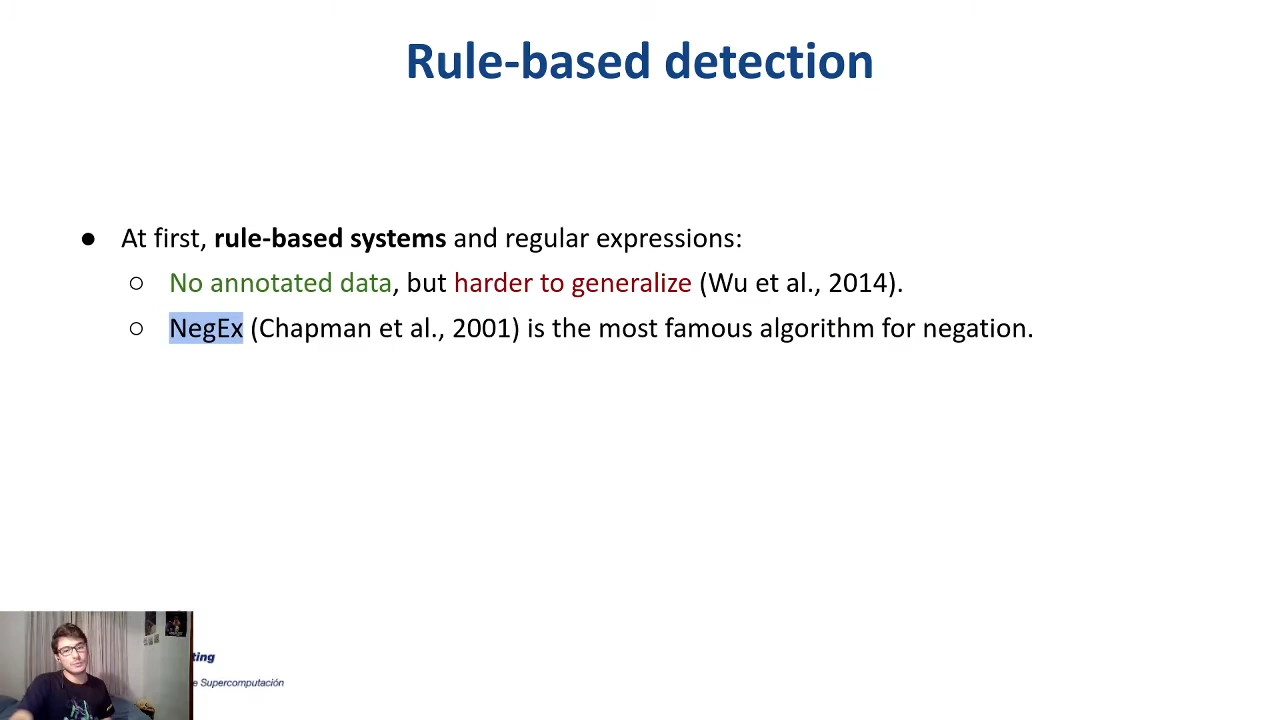 Rule-based detection
● At first, rule-based systems and regular expressions:
○ No annotated data, but harder to generalize (Wu et al., 2014).
○ NegEx (Chapman et al., 2001) is the most famous algorithm for negation.
ting
e Supercomputación